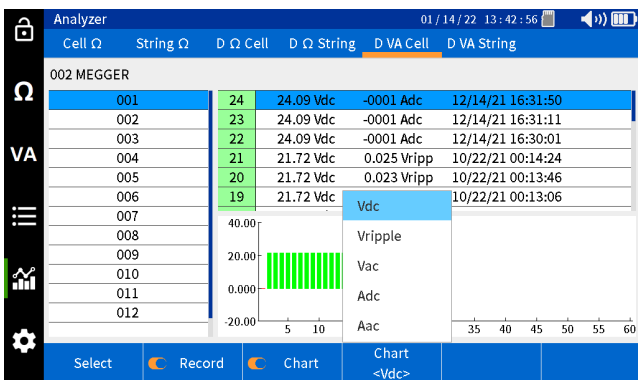 Analyzer 01/14/22 13:42:56
Cell Ω String Ω D Ω Cell D Ω String D VA Cell D VA String
002 MEGGER
Ω
VA
001
002
003
004
005
006
007
008
009
010
011
012
24 24.09 Vdc -0001 Adc 12/14/21 16:31:50
23 24.09 Vdc -0001 Adc 12/14/21 16:31:11
22 24.09 Vdc -0001 Adc 12/14/21 16:30:01
21 21.72 Vdc 0.025 Vripp 10/22/21 00:14:24
20 21.72 Vdc 0.023 Vripp 10/22/21 00:13:46
19 21.72 Vdc 10/22/21 00:13:06
Vdc
Vripple
Vac
Adc
Aac
40.00
20.00
0.000
-20.00
5 10 35 40 45 50 55 60
Select Record Chart Chart
<Vdc>